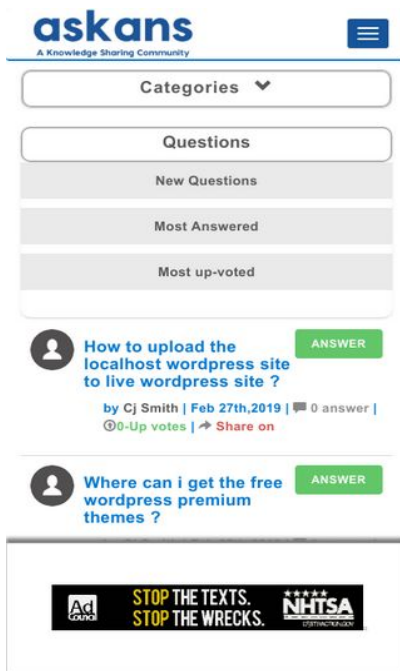 askans
A Knowledge Sharing Community
Categories
Questions
New Questions
Most Answered
Most up-voted
How to upload the
localhost wordpress site
to live wordpress site ?
ANSWER
by Cj Smith | Feb 27th,2019 | 0 answer |
0-Up votes | Share on
Where can i get the free
wordpress premium
themes ?
ANSWER
Ad
Council
STOP THE TEXTS.
STOP THE WRECKS.
NHTSA